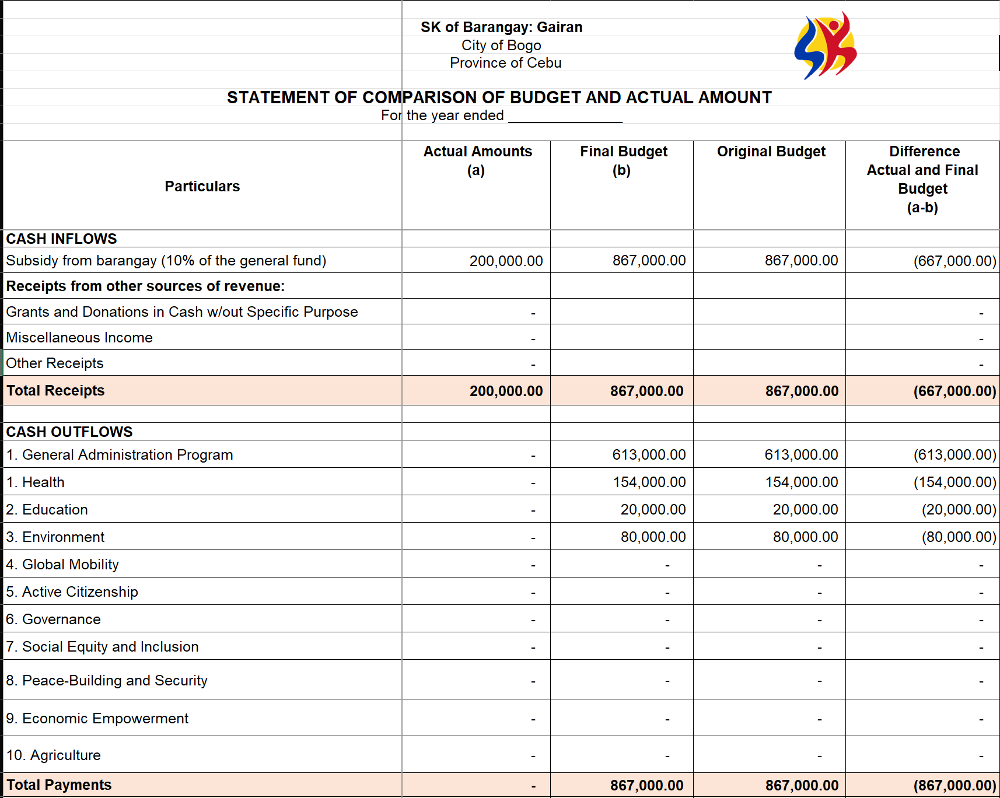 SK of Barangay: Gairan
City of Bogo
Province of Cebu
STATEMENT OF COMPARISON OF BUDGET AND ACTUAL AMOUNT
For the year ended ______________
Particulars
Actual Amounts
(a)
Final Budget
(b)
Original Budget
Difference
Actual and Final
Budget
(a-b)
CASH INFLOWS
Subsidy from barangay (10% of the general fund) 200,000.00 867,000.00 867,000.00 (667,000.00)
Receipts from other sources of revenue:
Grants and Donations in Cash w/out Specific Purpose - -
Miscellaneous Income - -
Other Receipts - -
Total Receipts 200,000.00 867,000.00 867,000.00 (667,000.00)
CASH OUTFLOWS
1. General Administration Program - 613,000.00 613,000.00 (613,000.00)
1. Health - 154,000.00 154,000.00 (154,000.00)
2. Education - 20,000.00 20,000.00 (20,000.00)
3. Environment - 80,000.00 80,000.00 (80,000.00)
4. Global Mobility - - - -
5. Active Citizenship - - - -
6. Governance - - - -
7. Social Equity and Inclusion - - - -
8. Peace-Building and Security - - - -
9. Economic Empowerment - - - -
10. Agriculture - - - -
Total Payments - 867,000.00 867,000.00 (867,000.00)